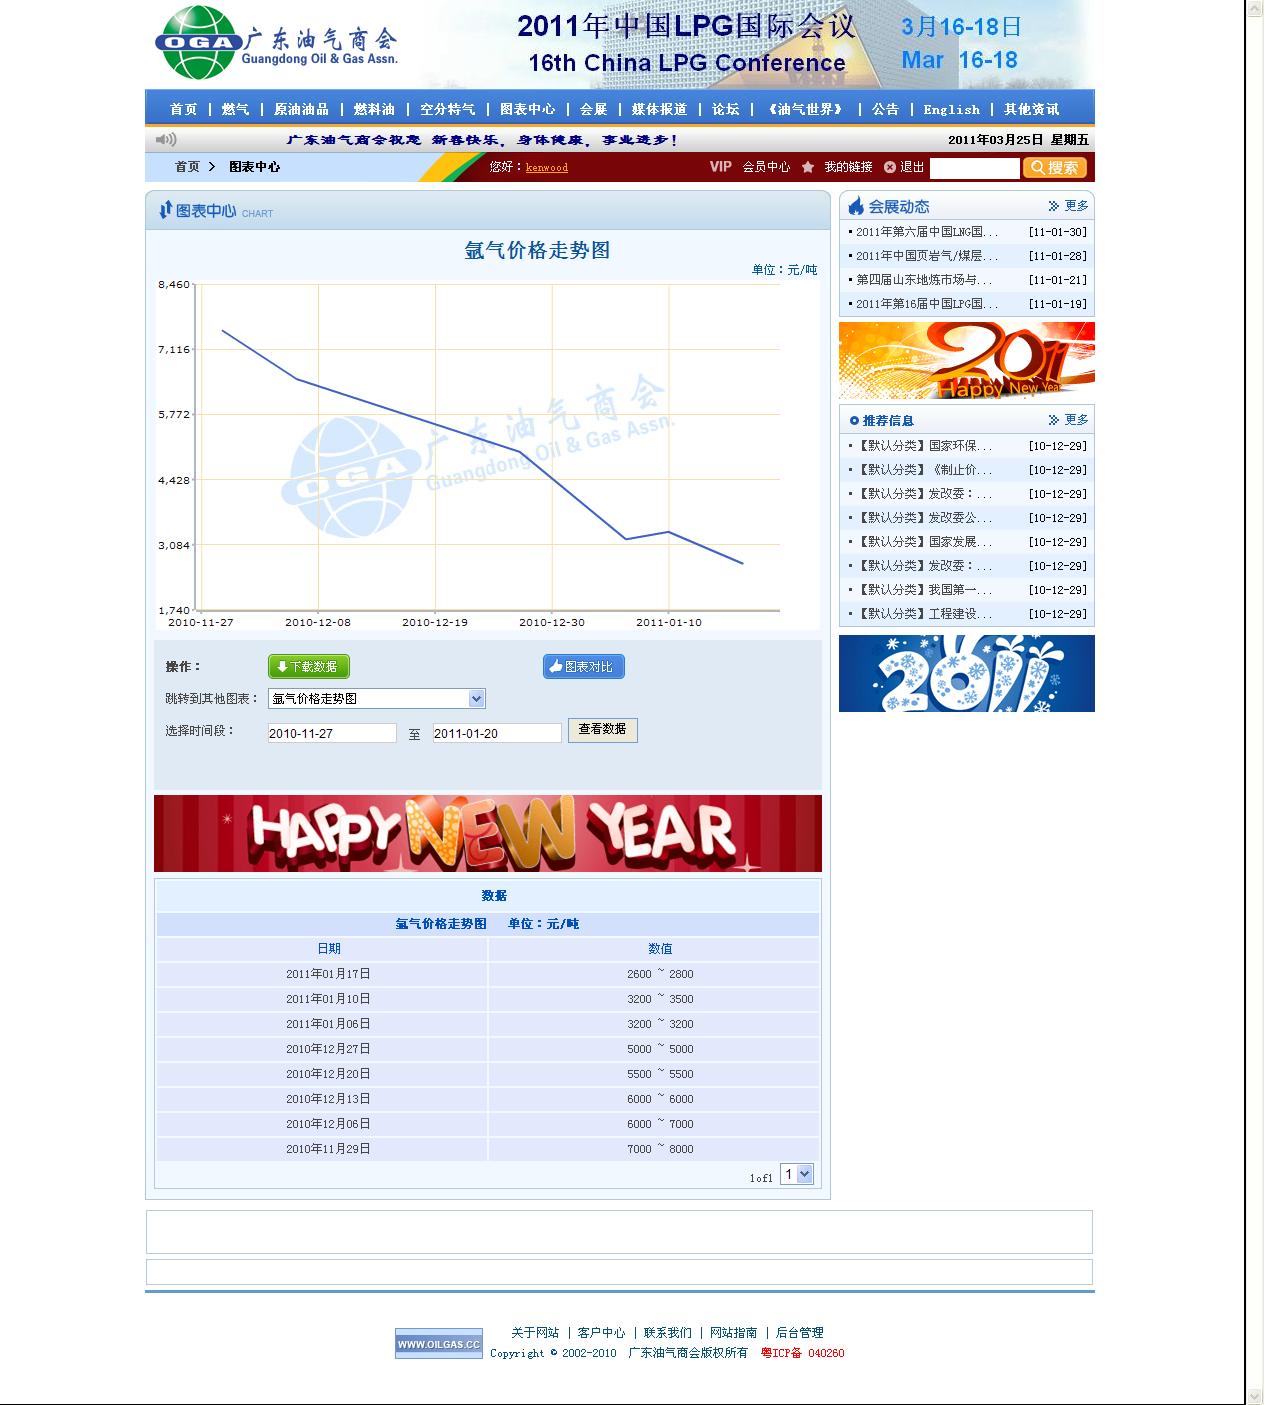 OGA 广东油气商会
Guangdong Oil & Gas Assn.
2011年中国LPG国际会议
16th China LPG Conference
3月16-18日
Mar 16-18
首页 | 燃气 | 原油油品 | 燃料油 | 空分特气 | 图表中心 | 会展 | 媒体报道 | 论坛 | 《油气世界》 | 公告 | English | 其他资讯
广东油气商会祝您 新春快乐，身体健康，事业进步！
2011年03月25日 星期五
首页 > 图表中心
您好：kenwood
VIP 会员中心 我的链接 退出
搜索
图表中心 CHART
氩气价格走势图
单位：元/吨
8,460
7,116
5,772
4,428
3,084
1,740
2010-11-27 2010-12-08 2010-12-19 2010-12-30 2011-01-10
OGA 广东油气商会
Guangdong Oil & Gas Assn.
操作：
下载数据
图表对比
跳转到其他图表：
氩气价格走势图
选择时间段：
2010-11-27 至 2011-01-20
查看数据
HAPPY NEW YEAR
数据
氩气价格走势图 单位：元/吨
日期 数值
2011年01月17日 2600 ~ 2800
2011年01月10日 3200 ~ 3500
2011年01月06日 3200 ~ 3200
2010年12月27日 5000 ~ 5000
2010年12月20日 5500 ~ 5500
2010年12月13日 6000 ~ 6000
2010年12月06日 6000 ~ 7000
2010年11月29日 7000 ~ 8000
1of1 1
会展动态 更多
2011年第六届中国LNG国... [11-01-30]
2011年中国页岩气/煤层... [11-01-28]
第四届山东地炼市场与... [11-01-21]
2011年第16届中国LPG国... [11-01-19]
2011
Happy New Year
推荐信息 更多
【默认分类】国家环保... [10-12-29]
【默认分类】《制止价... [10-12-29]
【默认分类】发改委：... [10-12-29]
【默认分类】发改委公... [10-12-29]
【默认分类】国家发展... [10-12-29]
【默认分类】发改委：... [10-12-29]
【默认分类】我国第一... [10-12-29]
【默认分类】工程建设... [10-12-29]
2011
WWW.OILGAS.CC
关于网站 | 客户中心 | 联系我们 | 网站指南 | 后台管理
Copyright © 2002-2010 广东油气商会版权所有 粤ICP备 040260